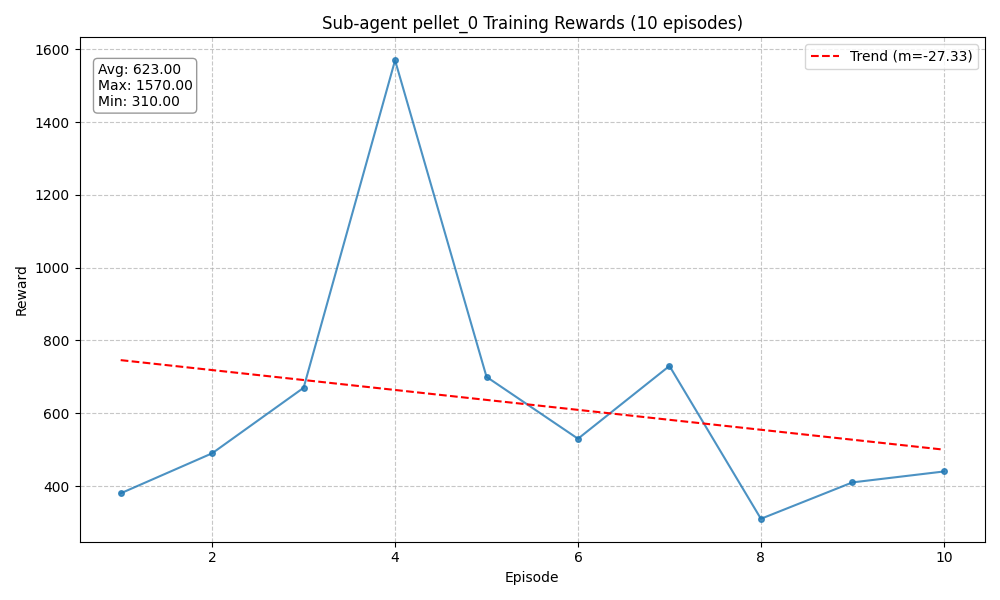 Sub-agent pellet_0 Training Rewards (10 episodes)
Avg: 623.00
Max: 1570.00
Min: 310.00
Trend (m=-27.33)
Reward
1600
1400
1200
1000
800
600
400
2
4
6
8
10
Episode